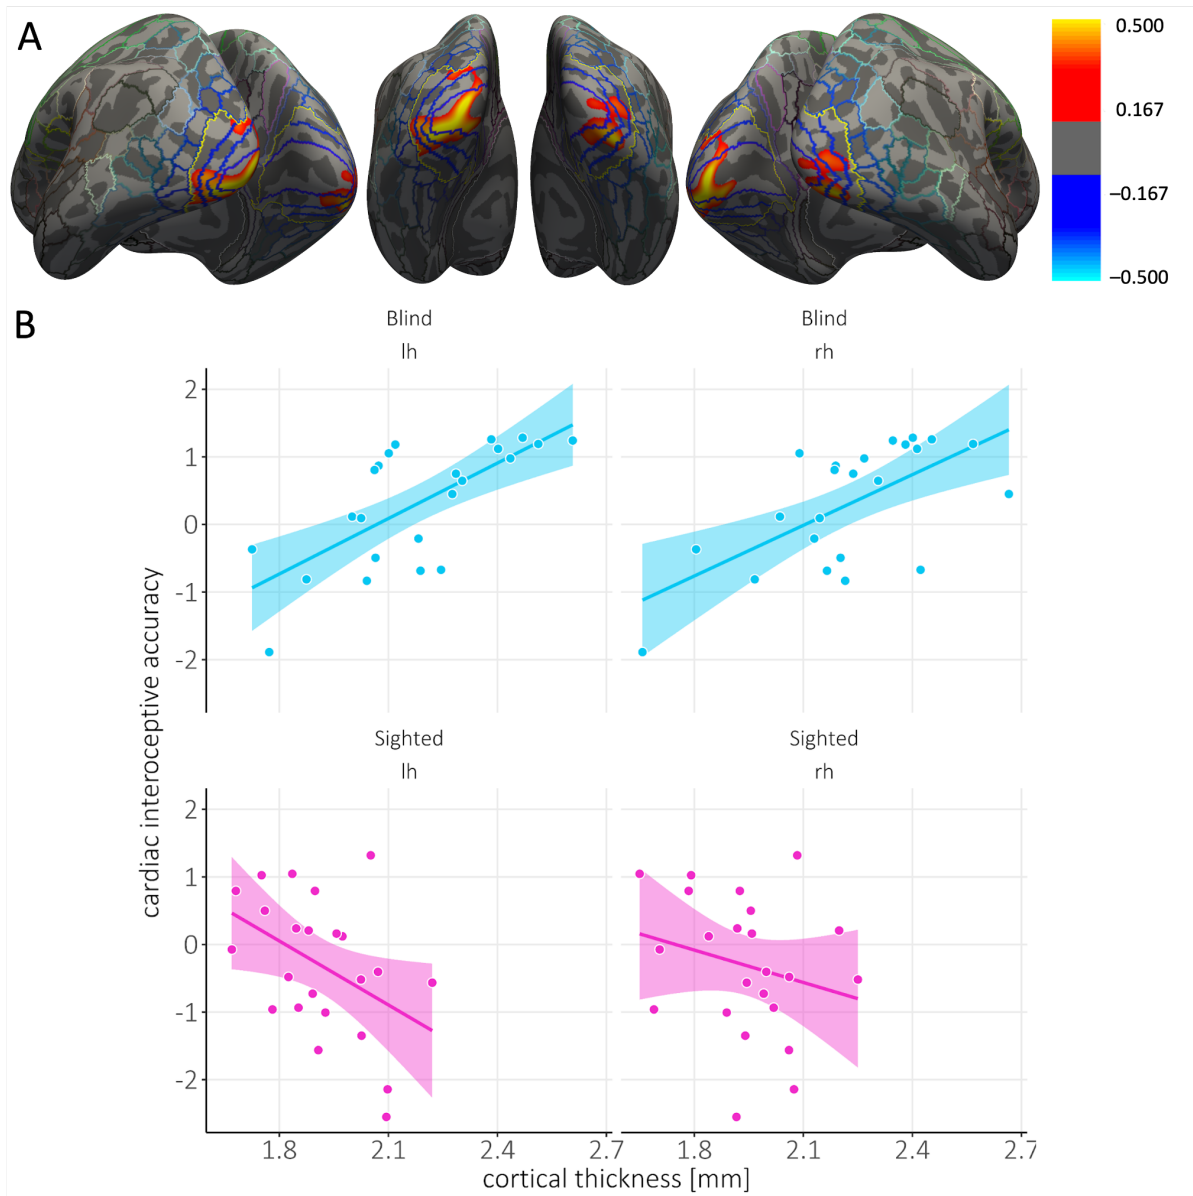 A
0.500
0.167
−0.167
−0.500
B
Blind
lh
Blind
rh
2
1
0
-1
-2
Sighted
lh
Sighted
rh
2
1
0
-1
-2
cardiac interoceptive accuracy
1.8 2.1 2.4 2.7
1.8 2.1 2.4 2.7
cortical thickness [mm]